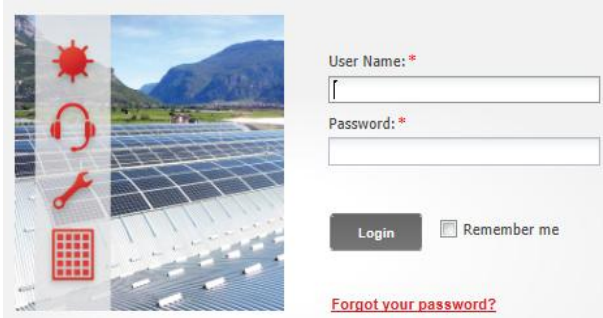 User Name: *
Password: *
Login
Remember me
Forgot your password?